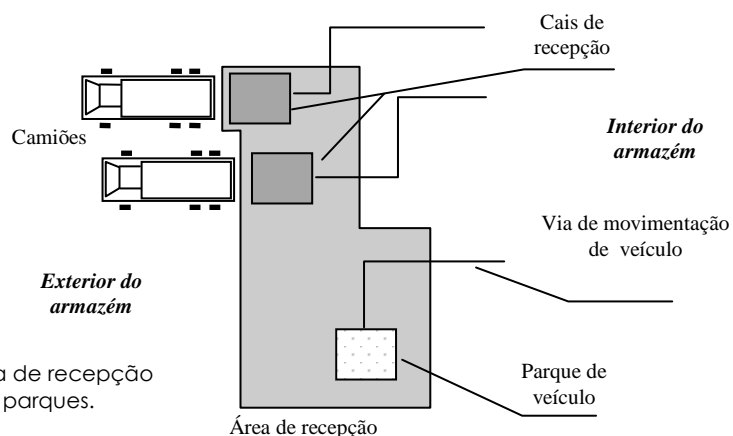 Cais de
recepção
Camiões
Interior do
armazém
Via de movimentação
de veículo
Exterior do
armazém
a de recepção
parques.
Parque de
veículo
Área de recepção